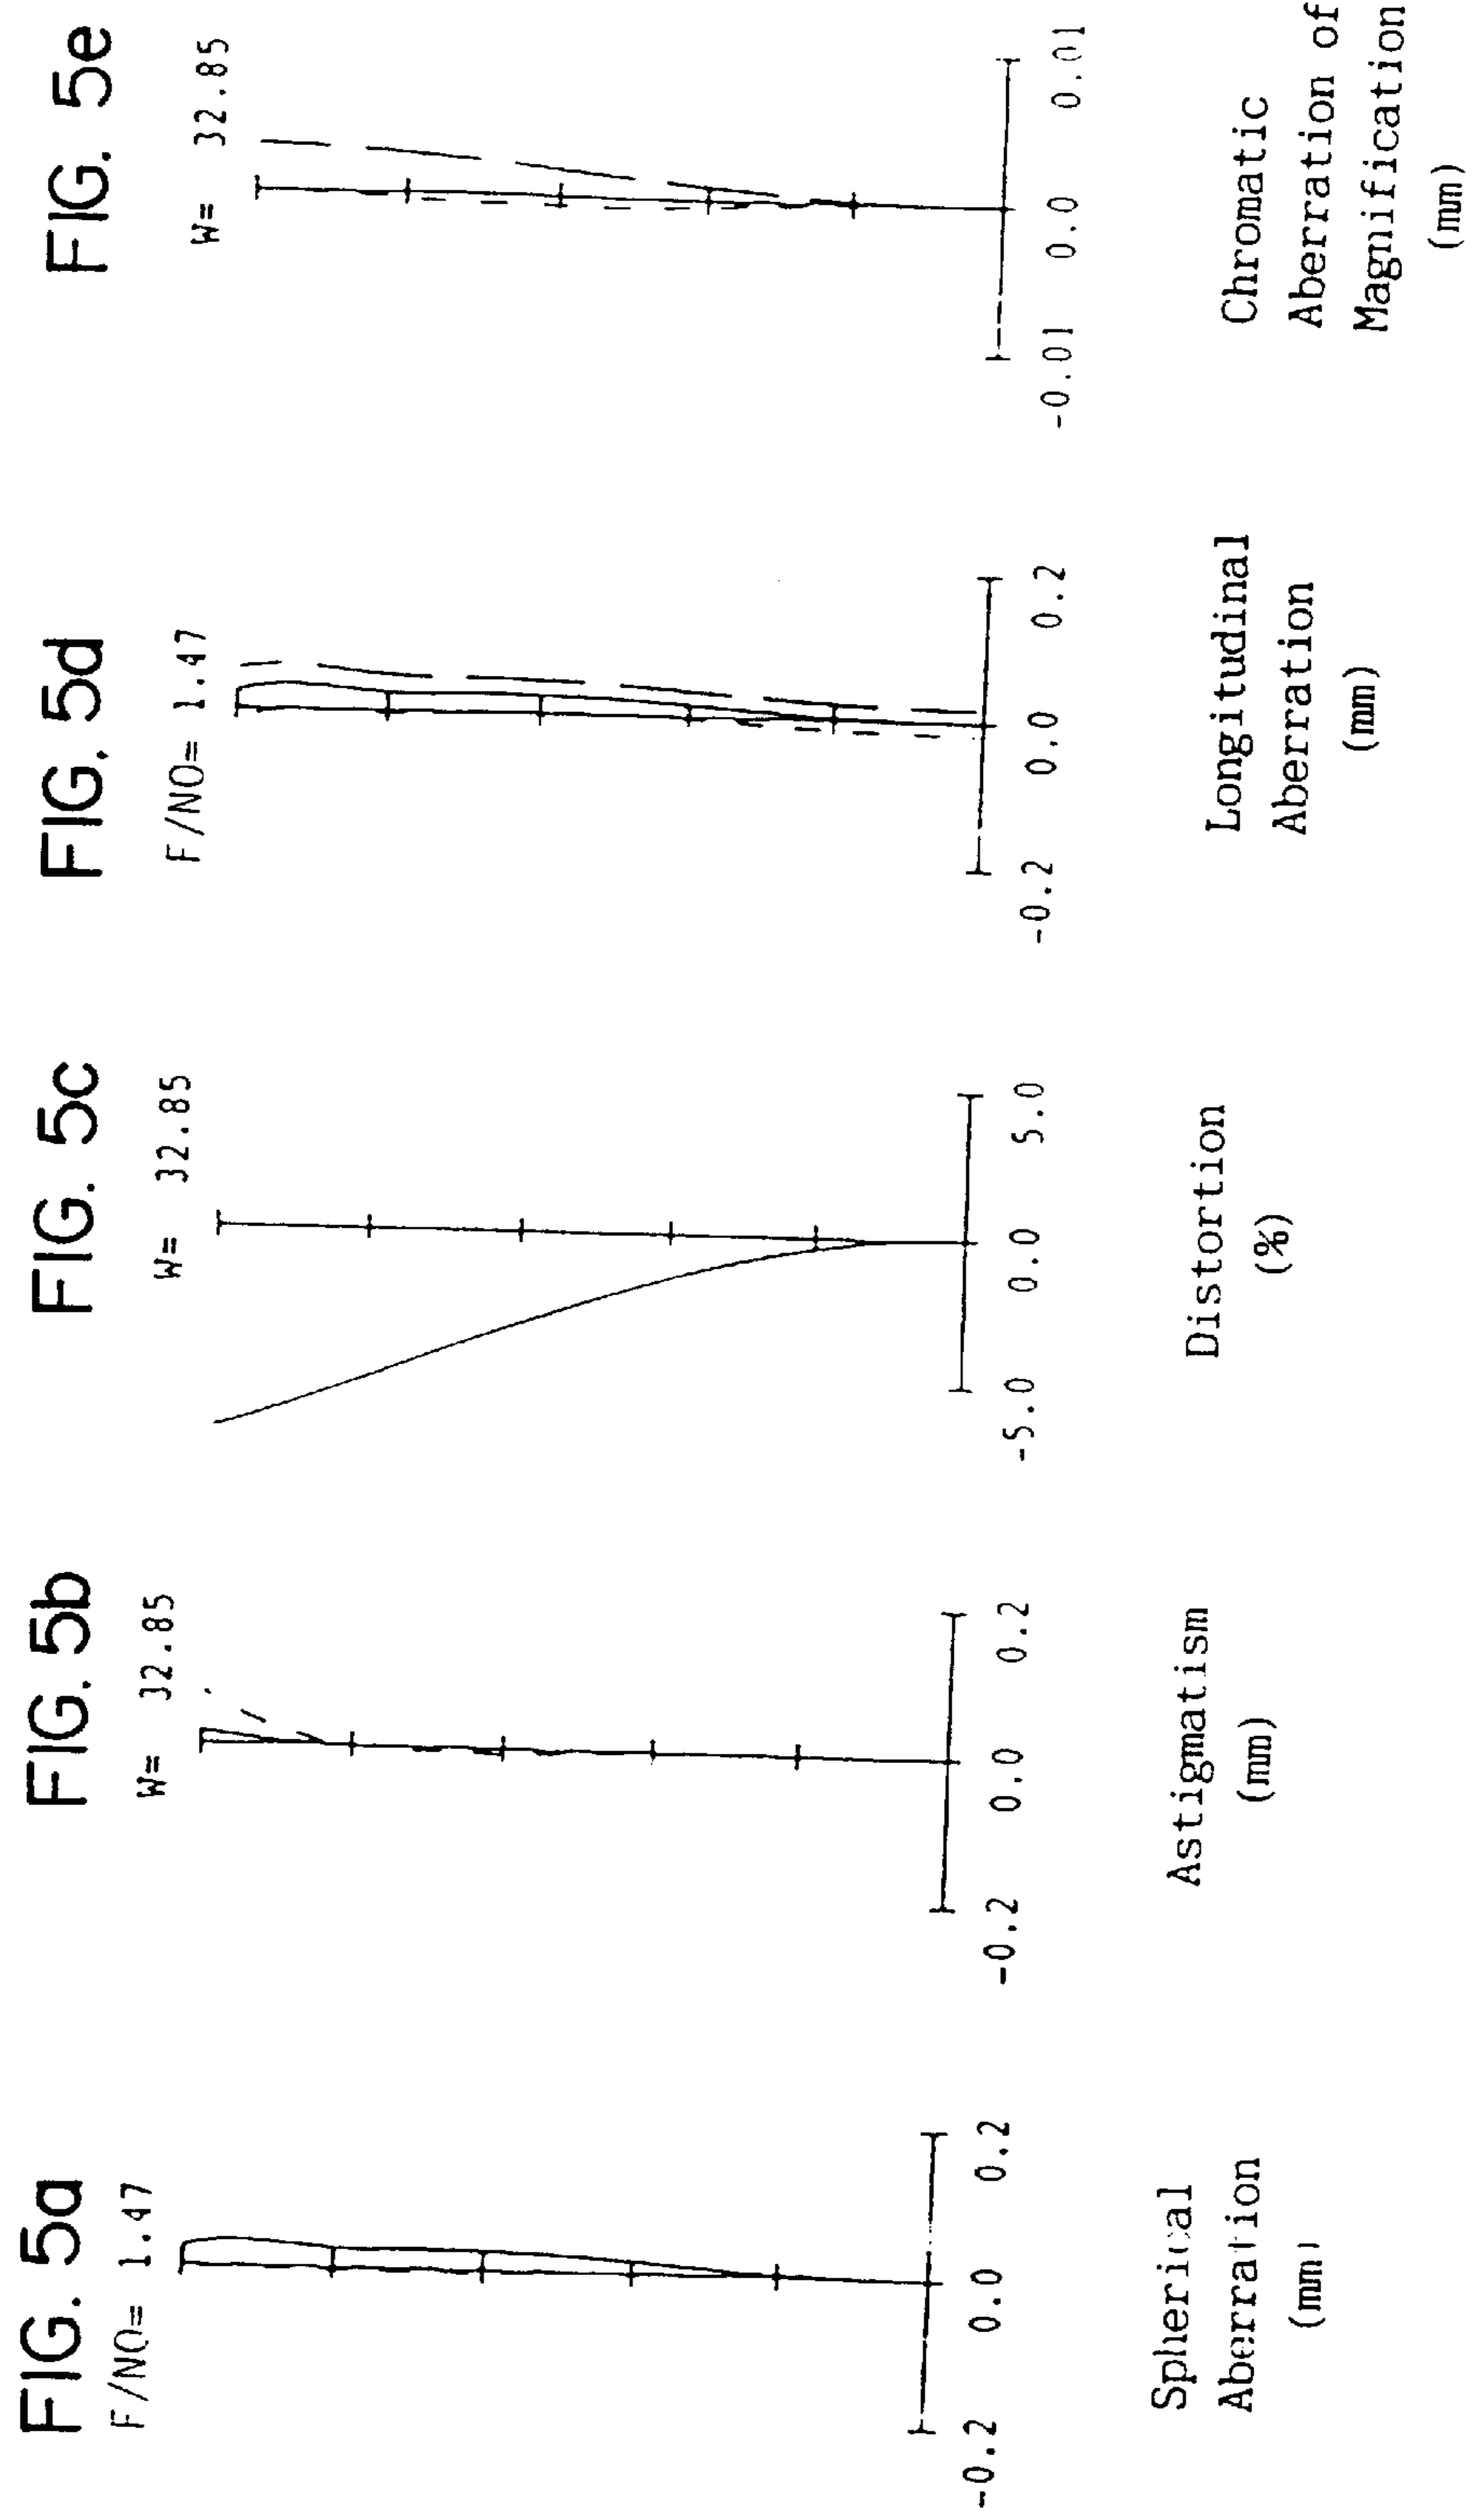 FIG. 5a
F/NO= 1.47
-0.2 0.0 0.2
Spherical
Aberration
(mm)
FIG. 5b
W= 32.85
-0.2 0.0 0.2
Astigmatism
(mm)
FIG. 5c
W= 32.85
-5.0 0.0 5.0
Distortion
(%)
FIG. 5d
F/NO= 1.47
-0.2 0.0 0.2
Longitudinal
Aberration
(mm)
FIG. 5e
W= 32.85
-0.01 0.0 0.01
Chromatic
Aberration of
Magnification
(mm)